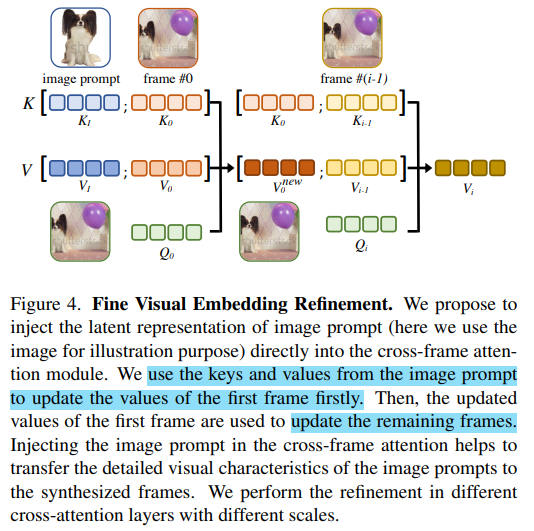 image prompt
frame #0
frame #(i-1)
K [ K_I ; K_0 ] [ K_0 ; K_{i-1} ]
V [ V_I ; V_0 ] [ V_0^{new} ; V_{i-1} ] V_i
Q_0
Q_i
Figure 4. Fine Visual Embedding Refinement. We propose to
inject the latent representation of image prompt (here we use the
image for illustration purpose) directly into the cross-frame atten-
tion module. We use the keys and values from the image prompt
to update the values of the first frame firstly. Then, the updated
values of the first frame are used to update the remaining frames.
Injecting the image prompt in the cross-frame attention helps to
transfer the detailed visual characteristics of the image prompts to
the synthesized frames. We perform the refinement in different
cross-attention layers with different scales.